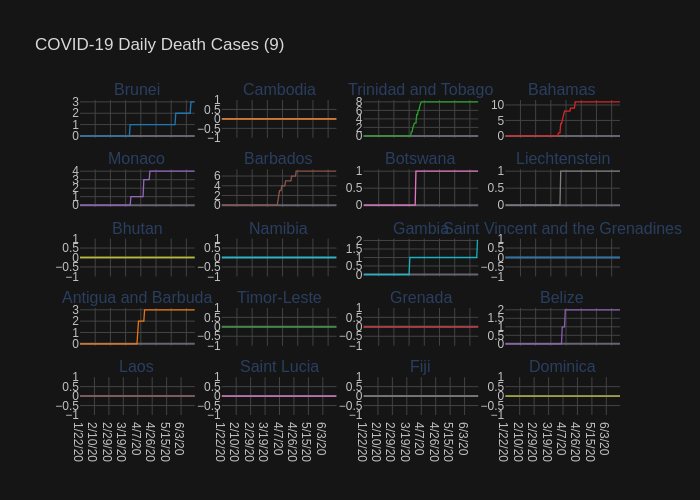 COVID-19 Daily Death Cases (9)
Brunei Cambodia Trinidad and Tobago Bahamas
3 2 1 0 1 0.5 0 −0.5 −1 8 6 4 2 0 10 5 0
Monaco Barbados Botswana Liechtenstein
4 3 2 1 0 6 4 2 0 1 0.5 0 1 0.5 0
Bhutan Namibia Gambia Saint Vincent and the Grenadines
1 0.5 0 −0.5 −1 1 0.5 0 −0.5 −1 2 1.5 1 0.5 0 1 0.5 0 −0.5 −1
Antigua and Barbuda Timor-Leste Grenada Belize
3 2 1 0 1 0.5 0 −0.5 −1 1 0.5 0 −0.5 −1 2 1.5 1 0.5 0
Laos Saint Lucia Fiji Dominica
1 0.5 0 −0.5 −1 1 0.5 0 −0.5 −1 1 0.5 0 −0.5 −1 1 0.5 0 −0.5 −1
1/22/20 2/10/20 2/29/20 3/19/20 4/7/20 4/26/20 5/15/20 6/3/20 1/22/20 2/10/20 2/29/20 3/19/20 4/7/20 4/26/20 5/15/20 6/3/20 1/22/20 2/10/20 2/29/20 3/19/20 4/7/20 4/26/20 5/15/20 6/3/20 1/22/20 2/10/20 2/29/20 3/19/20 4/7/20 4/26/20 5/15/20 6/3/20